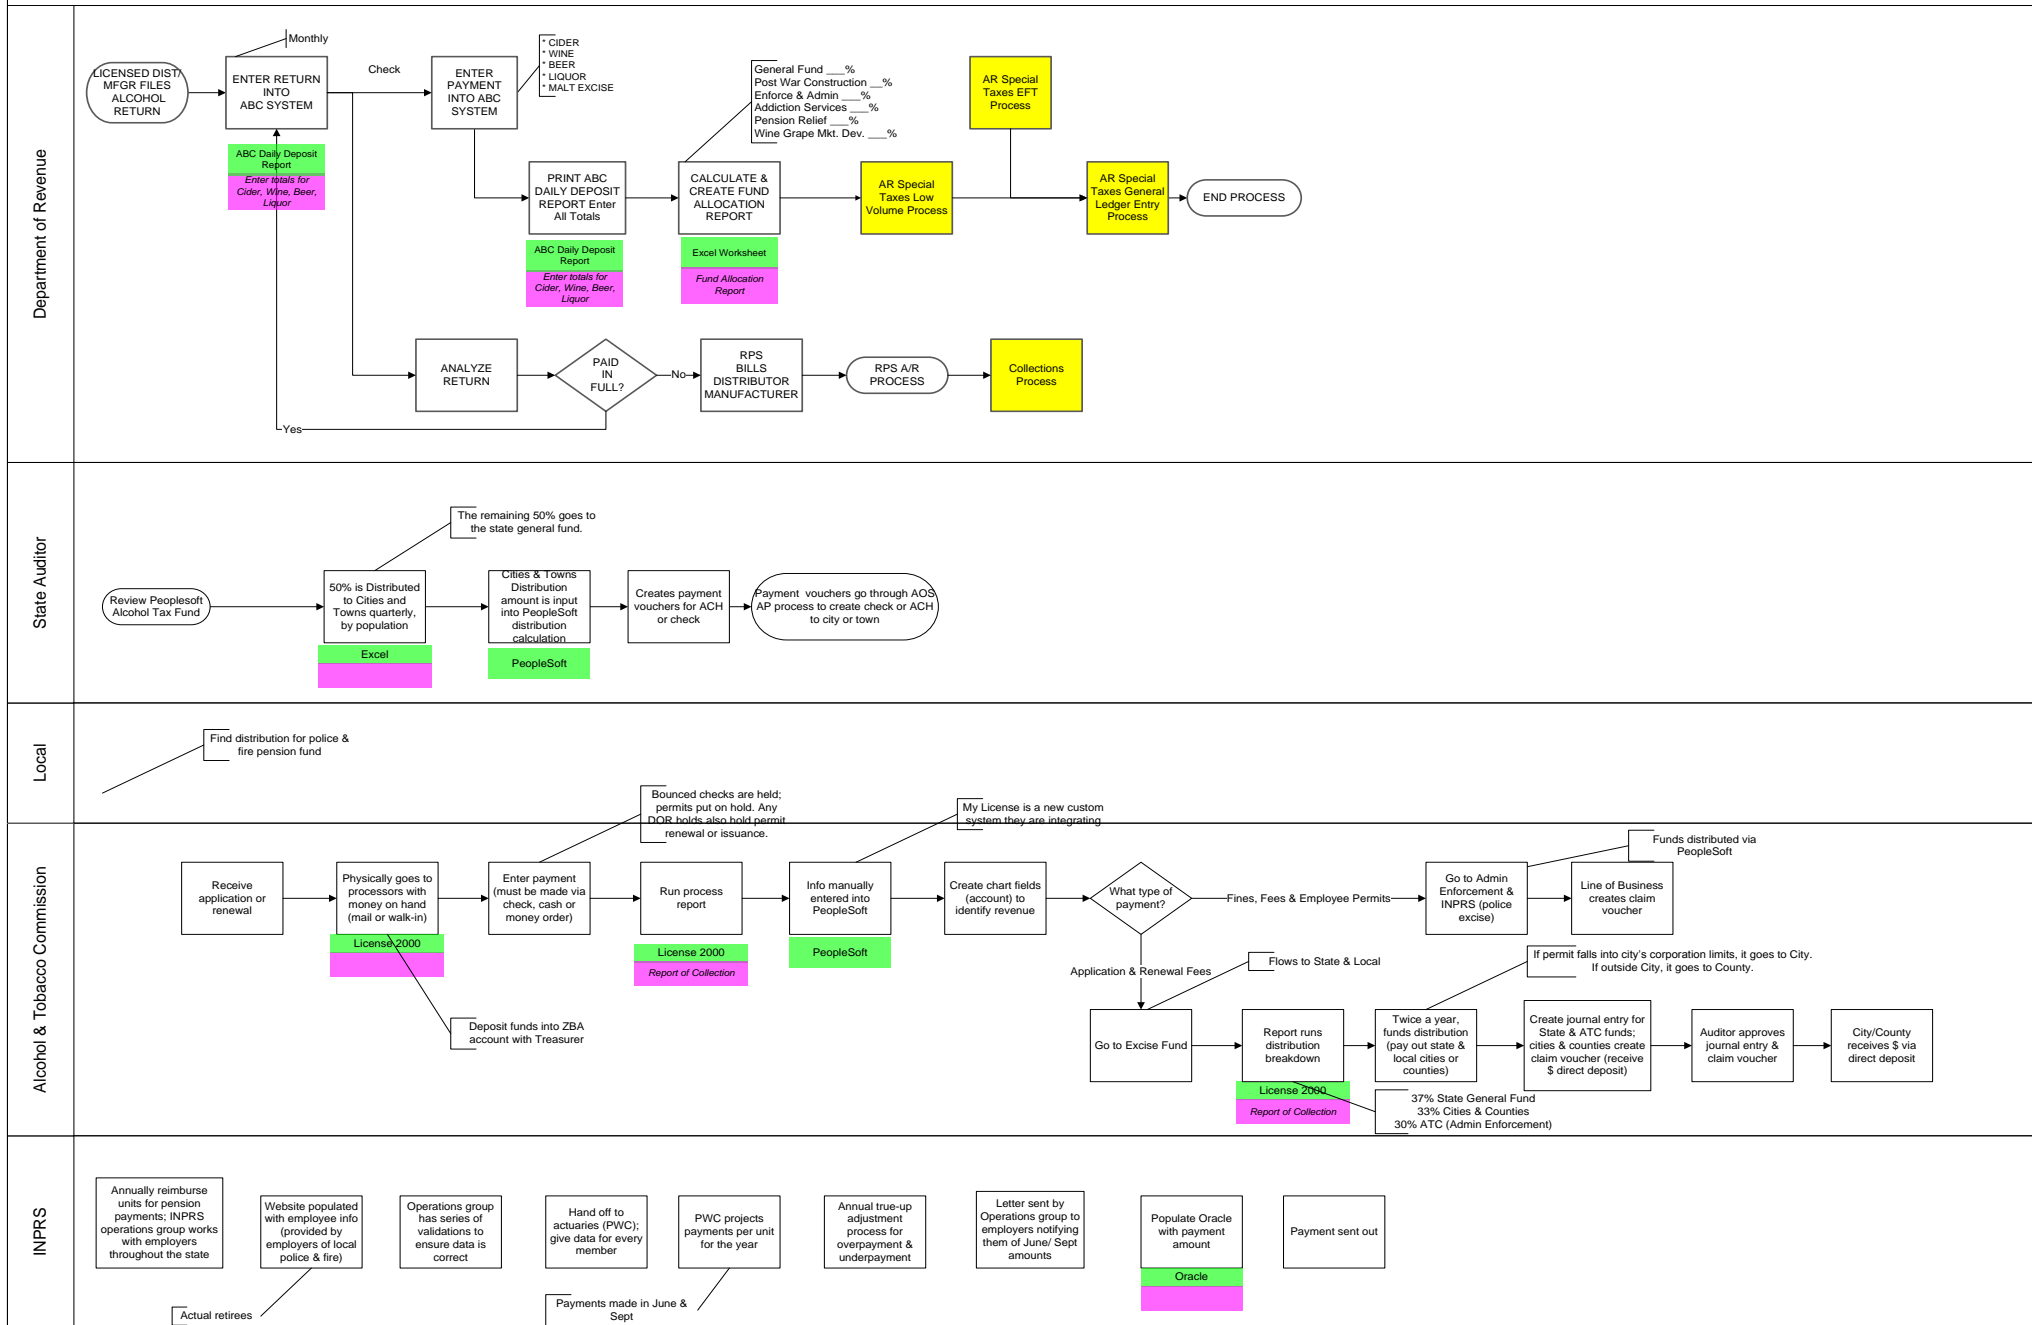 Department of Revenue
Monthly
LICENSED DIST/
MFGR FILES
ALCOHOL
RETURN
ENTER RETURN
INTO
ABC SYSTEM
ABC Daily Deposit
Report
Enter totals for
Cider, Wine, Beer,
Liquor
Check
ENTER
PAYMENT
INTO ABC
SYSTEM
* CIDER
* WINE
* BEER
* LIQUOR
* MALT EXCISE
PRINT ABC
DAILY DEPOSIT
REPORT Enter
All Totals
ABC Daily Deposit
Report
Enter totals for
Cider, Wine, Beer,
Liquor
General Fund ___%
Post War Construction __%
Enforce & Admin ___%
Addiction Services ___%
Pension Relief ___%
Wine Grape Mkt. Dev. ___%
CALCULATE &
CREATE FUND
ALLOCATION
REPORT
Excel Worksheet
Fund Allocation
Report
AR Special
Taxes Low
Volume Process
AR Special
Taxes EFT
Process
AR Special
Taxes General
Ledger Entry
Process
END PROCESS
ANALYZE
RETURN
PAID
IN
FULL?
No
Yes
RPS
BILLS
DISTRIBUTOR
MANUFACTURER
RPS A/R
PROCESS
Collections
Process
State Auditor
The remaining 50% goes to
the state general fund.
Review Peoplesoft
Alcohol Tax Fund
50% is Distributed
to Cities and
Towns quarterly,
by population
Excel
Cities & Towns
Distribution
amount is input
into PeopleSoft
distribution
calculation
PeopleSoft
Creates payment
vouchers for ACH
or check
Payment vouchers go through AOS
AP process to create check or ACH
to city or town
Local
Find distribution for police &
fire pension fund
Alcohol & Tobacco Commission
Bounced checks are held;
permits put on hold. Any
DOR holds also hold permit
renewal or issuance.
My License is a new custom
system they are integrating
Receive
application or
renewal
Physically goes to
processors with
money on hand
(mail or walk-in)
License 2000
Deposit funds into ZBA
account with Treasurer
Enter payment
(must be made via
check, cash or
money order)
Run process
report
License 2000
Report of Collection
Info manually
entered into
PeopleSoft
PeopleSoft
Create chart fields
(account) to
identify revenue
What type of
payment?
Fines, Fees & Employee Permits
Funds distributed via
PeopleSoft
Go to Admin
Enforcement &
INPRS (police
excise)
Line of Business
creates claim
voucher
Application & Renewal Fees
Flows to State & Local
If permit falls into city's corporation limits, it goes to City.
If outside City, it goes to County.
Go to Excise Fund
Report runs
distribution
breakdown
License 2000
Report of Collection
37% State General Fund
33% Cities & Counties
30% ATC (Admin Enforcement)
Twice a year,
funds distribution
(pay out state &
local cities or
counties)
Create journal entry for
State & ATC funds;
cities & counties create
claim voucher (receive
$ direct deposit)
Auditor approves
journal entry &
claim voucher
City/County
receives $ via
direct deposit
INPRS
Annually reimburse
units for pension
payments; INPRS
operations group works
with employers
throughout the state
Website populated
with employee info
(provided by
employers of local
police & fire)
Actual retirees
Operations group
has series of
validations to
ensure data is
correct
Hand off to
actuaries (PWC);
give data for every
member
PWC projects
payments per unit
for the year
Payments made in June &
Sept
Annual true-up
adjustment
process for
overpayment &
underpayment
Letter sent by
Operations group to
employers notifying
them of June/ Sept
amounts
Populate Oracle
with payment
amount
Oracle
Payment sent out